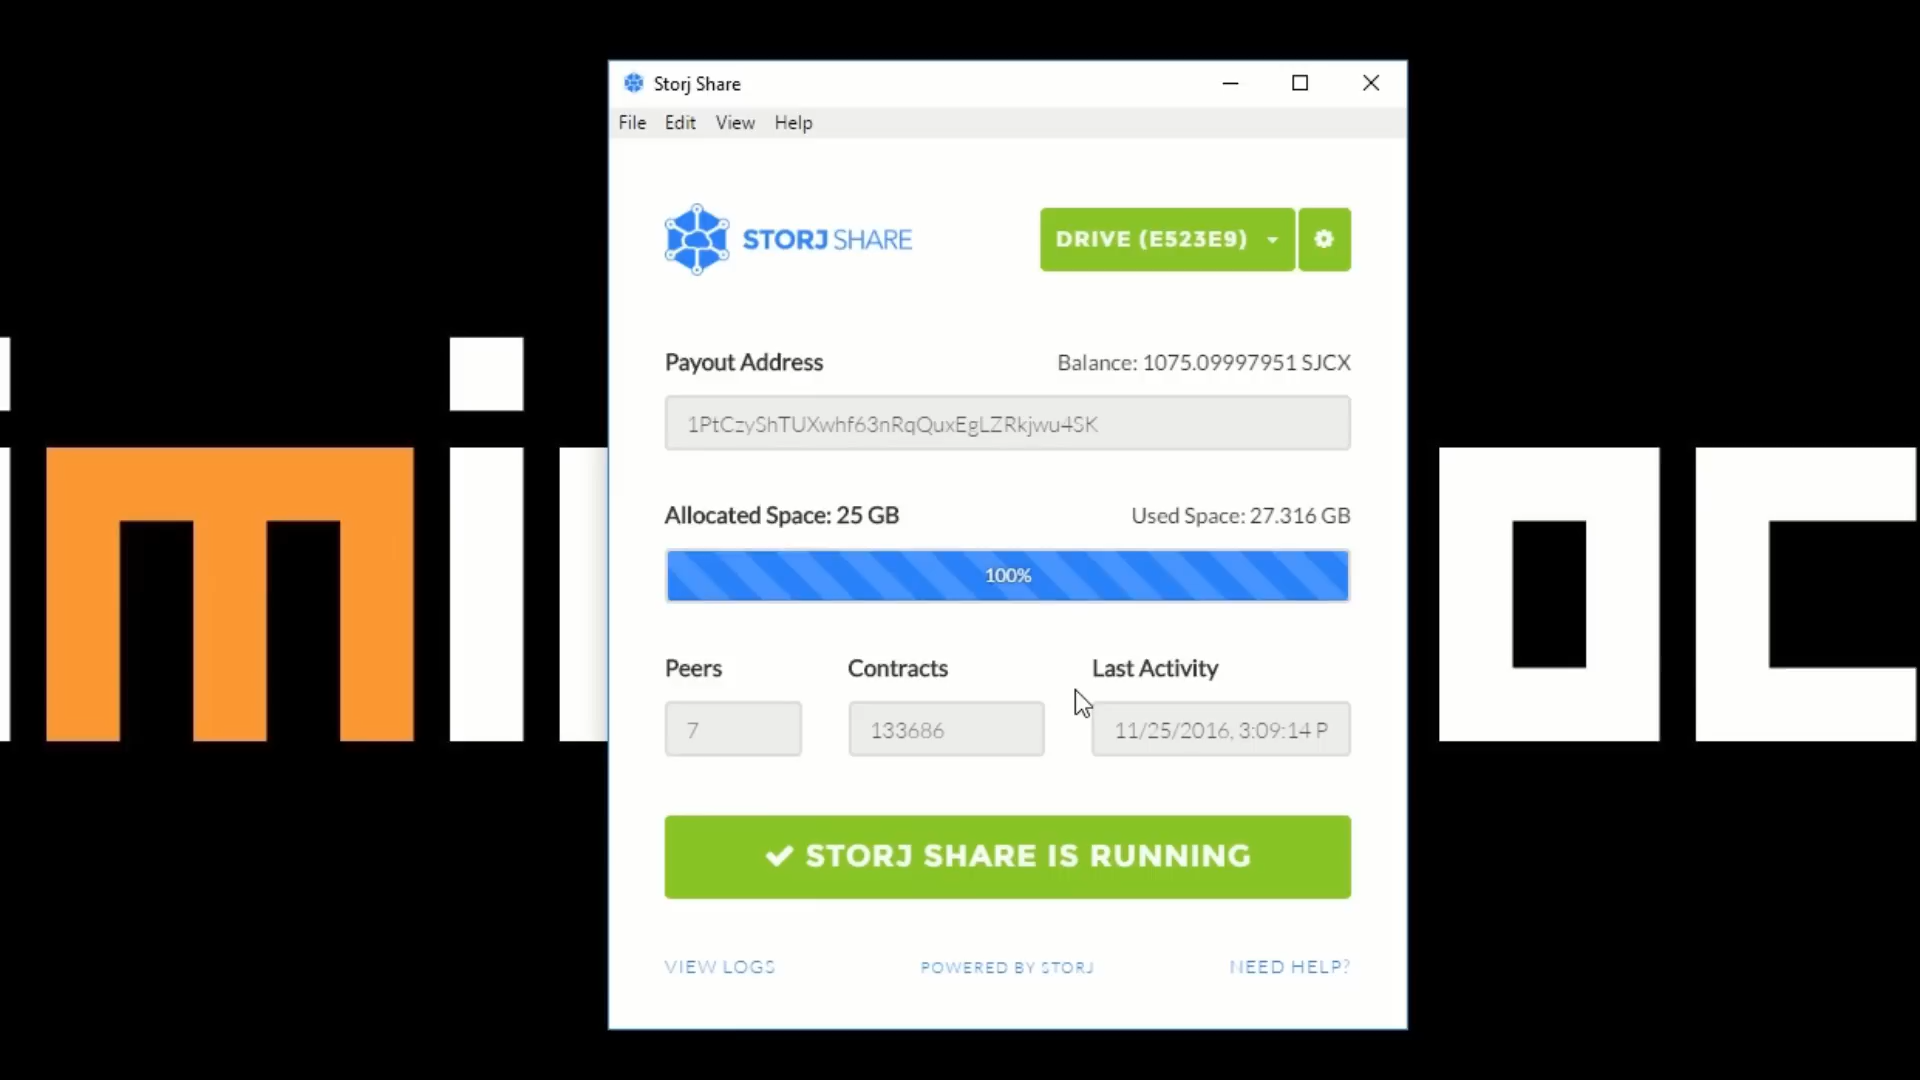 Storj Share
File Edit View Help
STORJ SHARE
DRIVE (E523E9)
Payout Address
Balance: 1075.09997951 SJCX
1PtCzyShTUXwhf63nRqQuxEgLZRkjwu4SK
Allocated Space: 25 GB
Used Space: 27.316 GB
100%
Peers Contracts Last Activity
7 133686 11/25/2016, 3:09:14 P
STORJ SHARE IS RUNNING
VIEW LOGS POWERED BY STORJ NEED HELP?